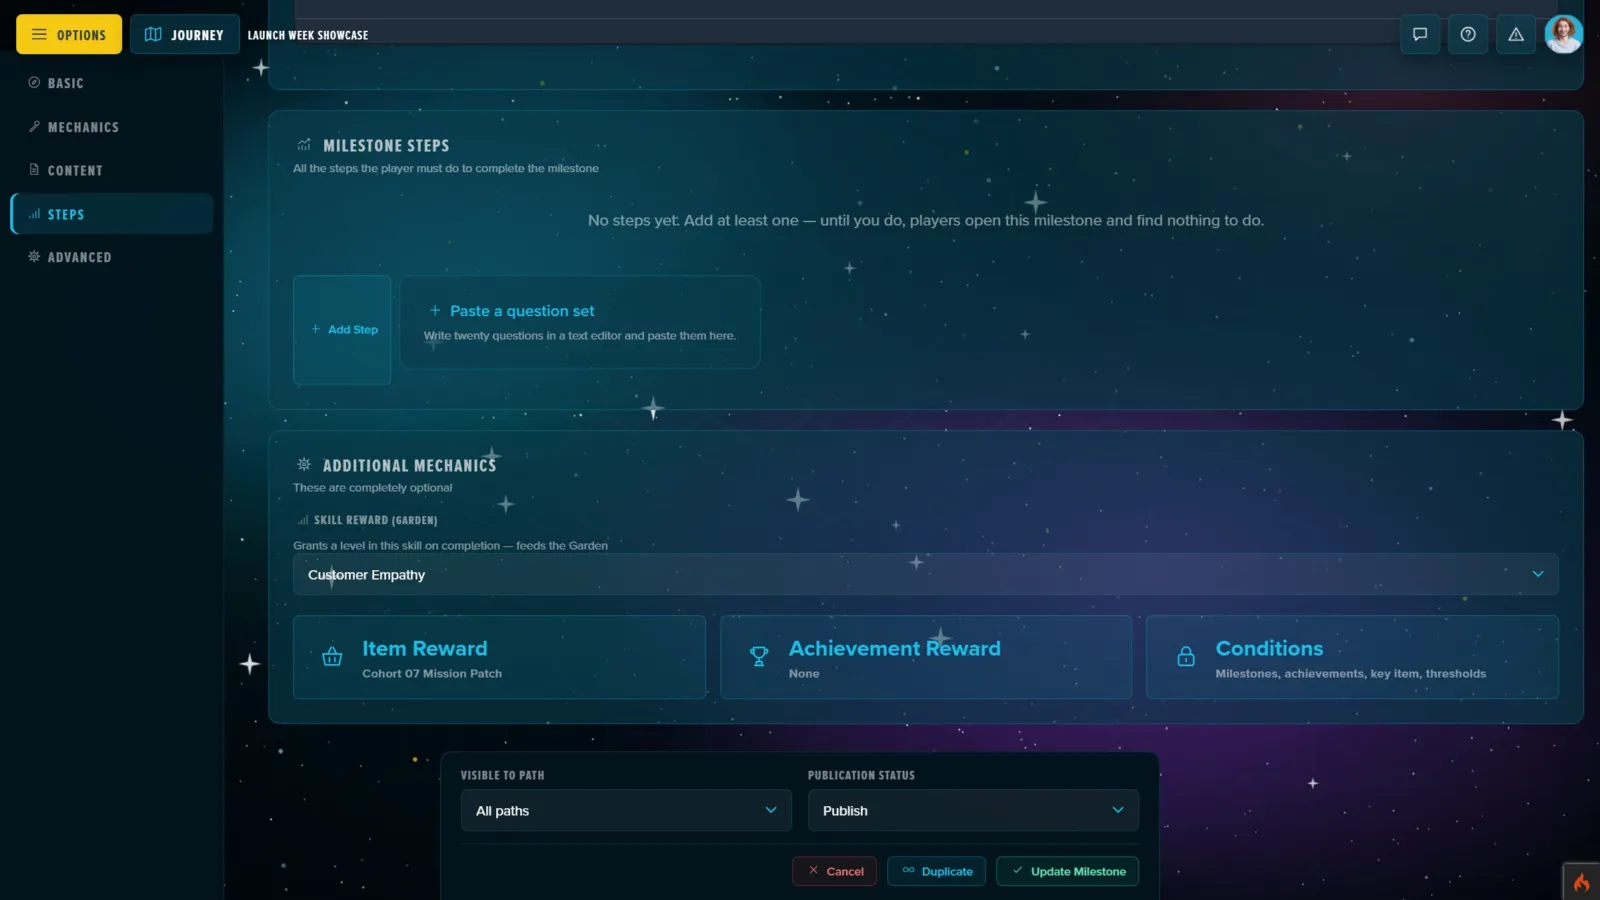 OPTIONS
JOURNEY
LAUNCH WEEK SHOWCASE
BASIC
MECHANICS
CONTENT
STEPS
ADVANCED
MILESTONE STEPS
All the steps the player must do to complete the milestone
No steps yet. Add at least one — until you do, players open this milestone and find nothing to do.
Add Step
Paste a question set
Write twenty questions in a text editor and paste them here.
ADDITIONAL MECHANICS
These are completely optional
SKILL REWARD (GARDEN)
Grants a level in this skill on completion — feeds the Garden
Customer Empathy
Item Reward
Cohort 07 Mission Patch
Achievement Reward
None
Conditions
Milestones, achievements, key item, thresholds
VISIBLE TO PATH
All paths
PUBLICATION STATUS
Publish
Cancel
Duplicate
Update Milestone